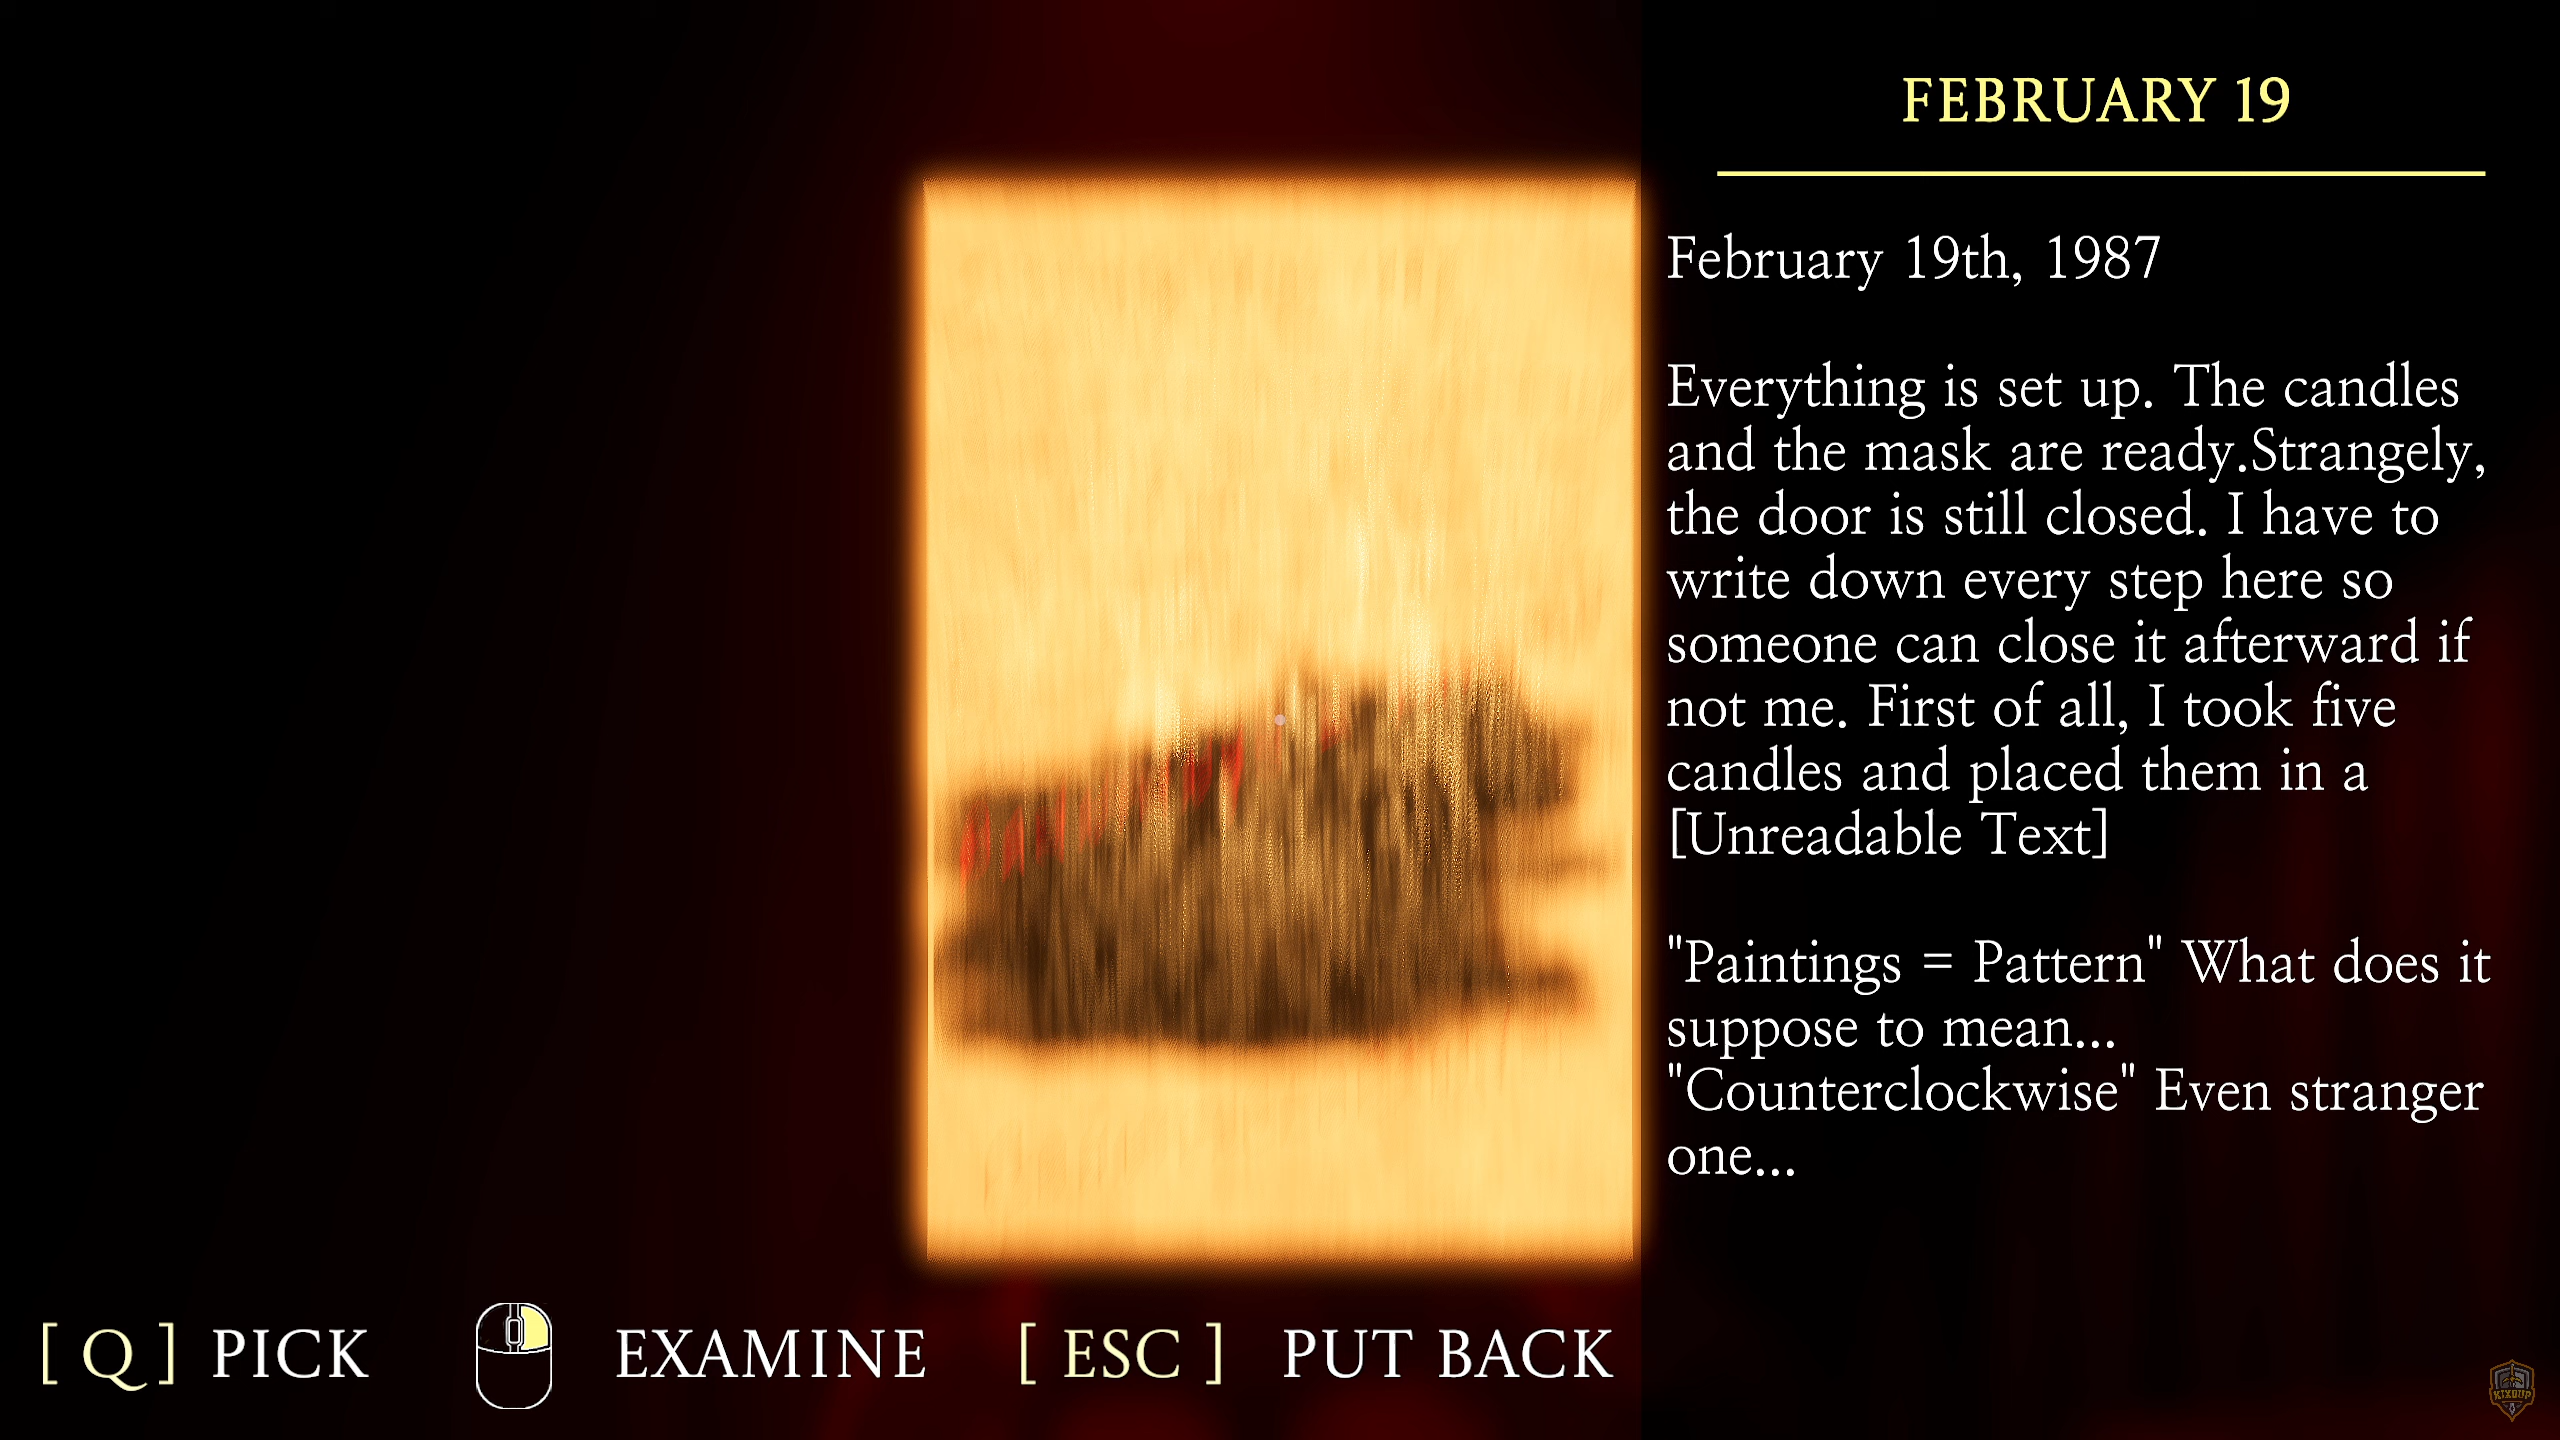 FEBRUARY 19
February 19th, 1987
Everything is set up. The candles
and the mask are ready.Strangely,
the door is still closed. I have to
write down every step here so
someone can close it afterward if
not me. First of all, I took five
candles and placed them in a
[Unreadable Text]
"Paintings = Pattern" What does it
suppose to mean...
"Counterclockwise" Even stranger
one...
[ Q ] PICK EXAMINE [ ESC ] PUT BACK